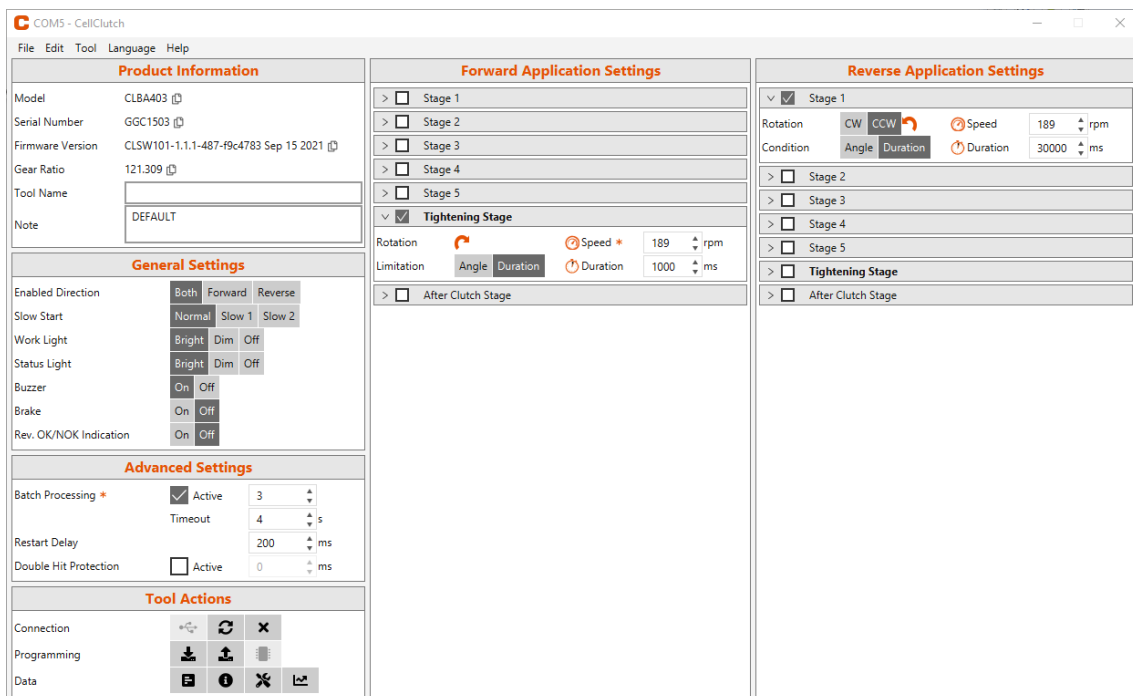 COM5 - CellClutch
File Edit Tool Language Help
Product Information
Model CLBA403
Serial Number GGC1503
Firmware Version CLSW101-1.1.1-487-f9c4783 Sep 15 2021
Gear Ratio 121.309
Tool Name
Note DEFAULT
General Settings
Enabled Direction Both Forward Reverse
Slow Start Normal Slow 1 Slow 2
Work Light Bright Dim Off
Status Light Bright Dim Off
Buzzer On Off
Brake On Off
Rev. OK/NOK Indication On Off
Advanced Settings
Batch Processing * Active 3
Timeout 4 s
Restart Delay 200 ms
Double Hit Protection Active 0 ms
Tool Actions
Connection
Programming
Data
Forward Application Settings
> Stage 1
> Stage 2
> Stage 3
> Stage 4
> Stage 5
Tightening Stage
Rotation Speed * 189 rpm
Limitation Angle Duration Duration 1000 ms
> After Clutch Stage
Reverse Application Settings
Stage 1
Rotation CW CCW Speed 189 rpm
Condition Angle Duration Duration 30000 ms
> Stage 2
> Stage 3
> Stage 4
> Stage 5
> Tightening Stage
> After Clutch Stage